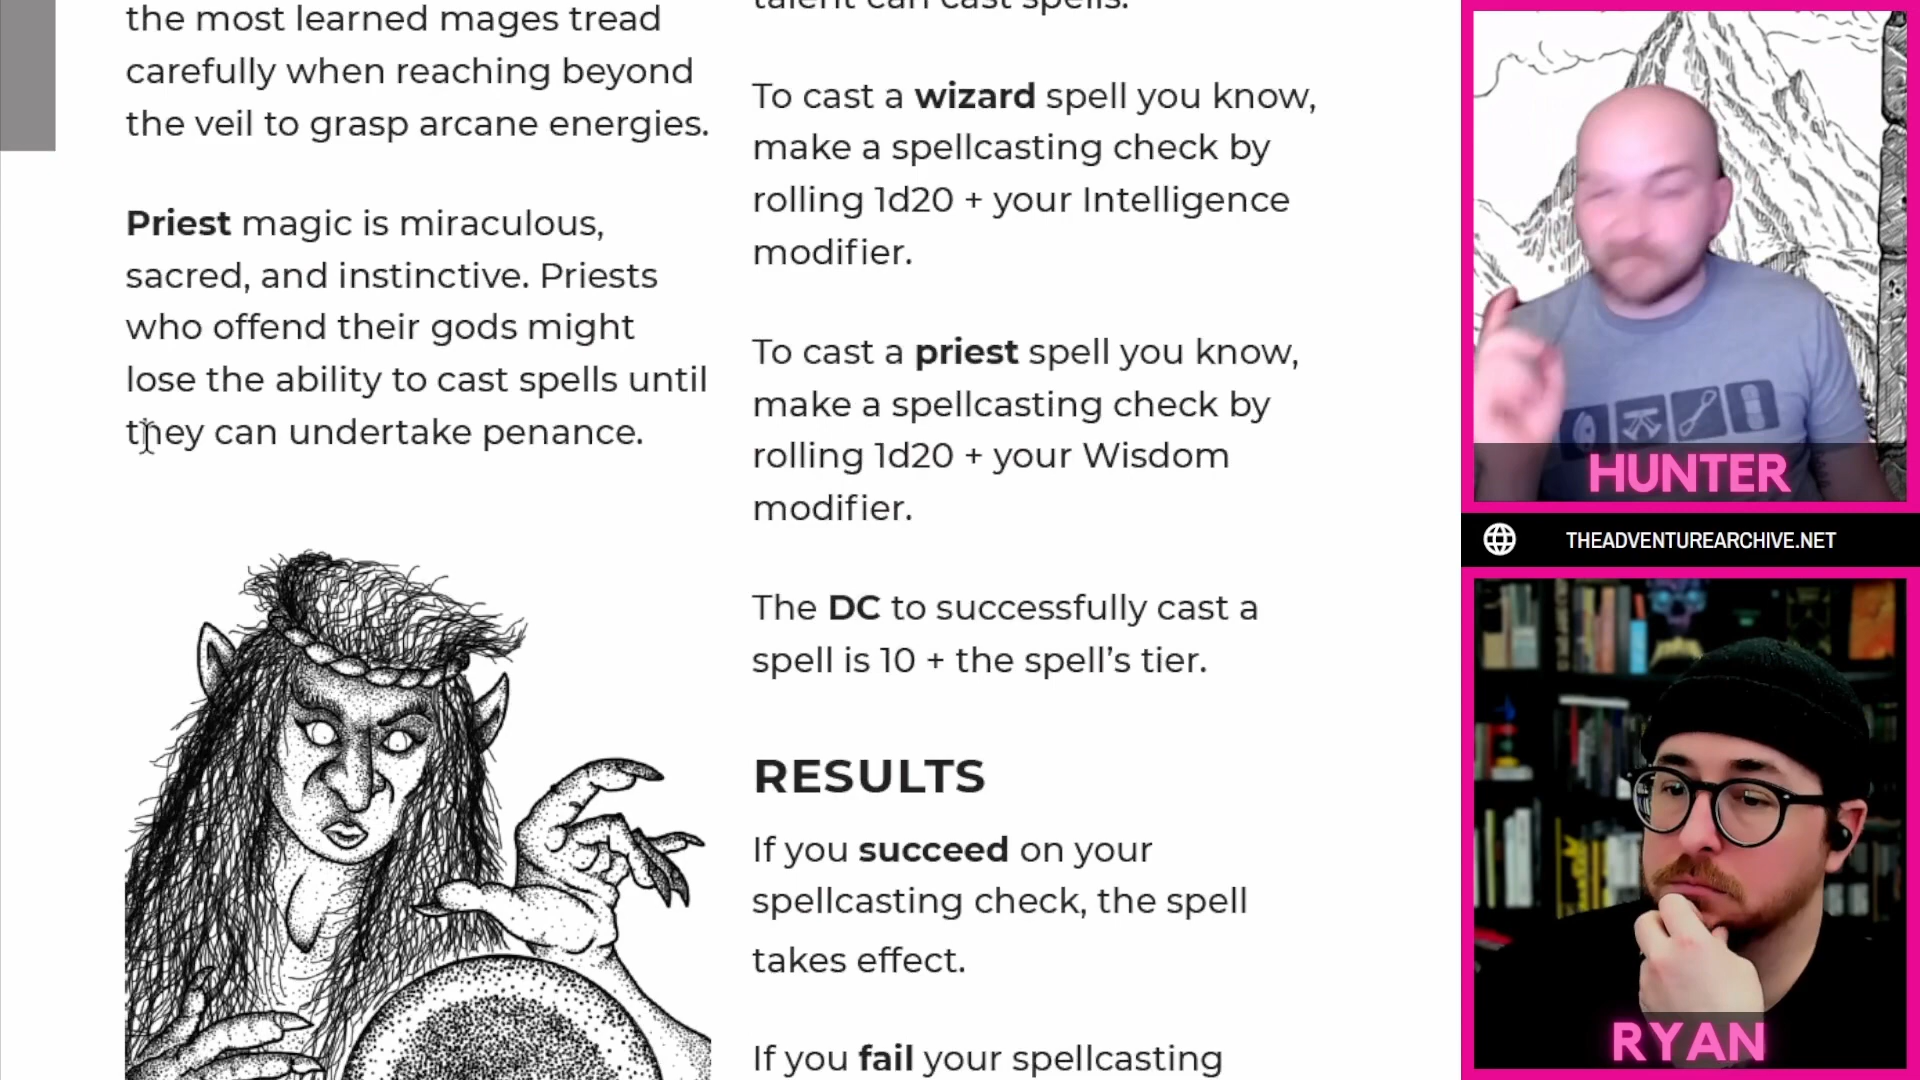 the most learned mages tread
carefully when reaching beyond
the veil to grasp arcane energies.
Priest magic is miraculous,
sacred, and instinctive. Priests
who offend their gods might
lose the ability to cast spells until
they can undertake penance.
talent can cast spells.
To cast a wizard spell you know,
make a spellcasting check by
rolling 1d20 + your Intelligence
modifier.
To cast a priest spell you know,
make a spellcasting check by
rolling 1d20 + your Wisdom
modifier.
The DC to successfully cast a
spell is 10 + the spell’s tier.
RESULTS
If you succeed on your
spellcasting check, the spell
takes effect.
If you fail your spellcasting
HUNTER
THEADVENTUREARCHIVE.NET
RYAN